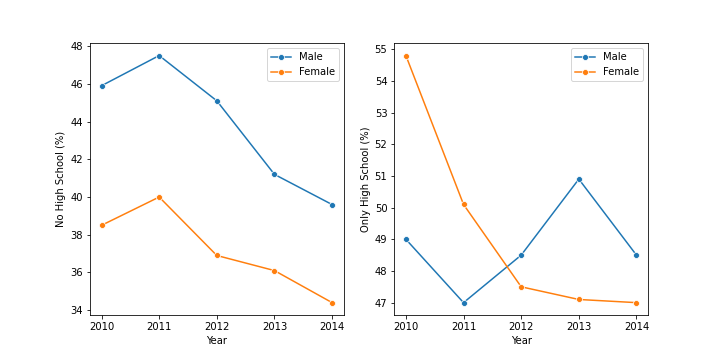 48
46
44
42
40
38
36
34
No High School (%)
2010 2011 2012 2013 2014
Year
Male
Female
55
54
53
52
51
50
49
48
47
Only High School (%)
2010 2011 2012 2013 2014
Year
Male
Female